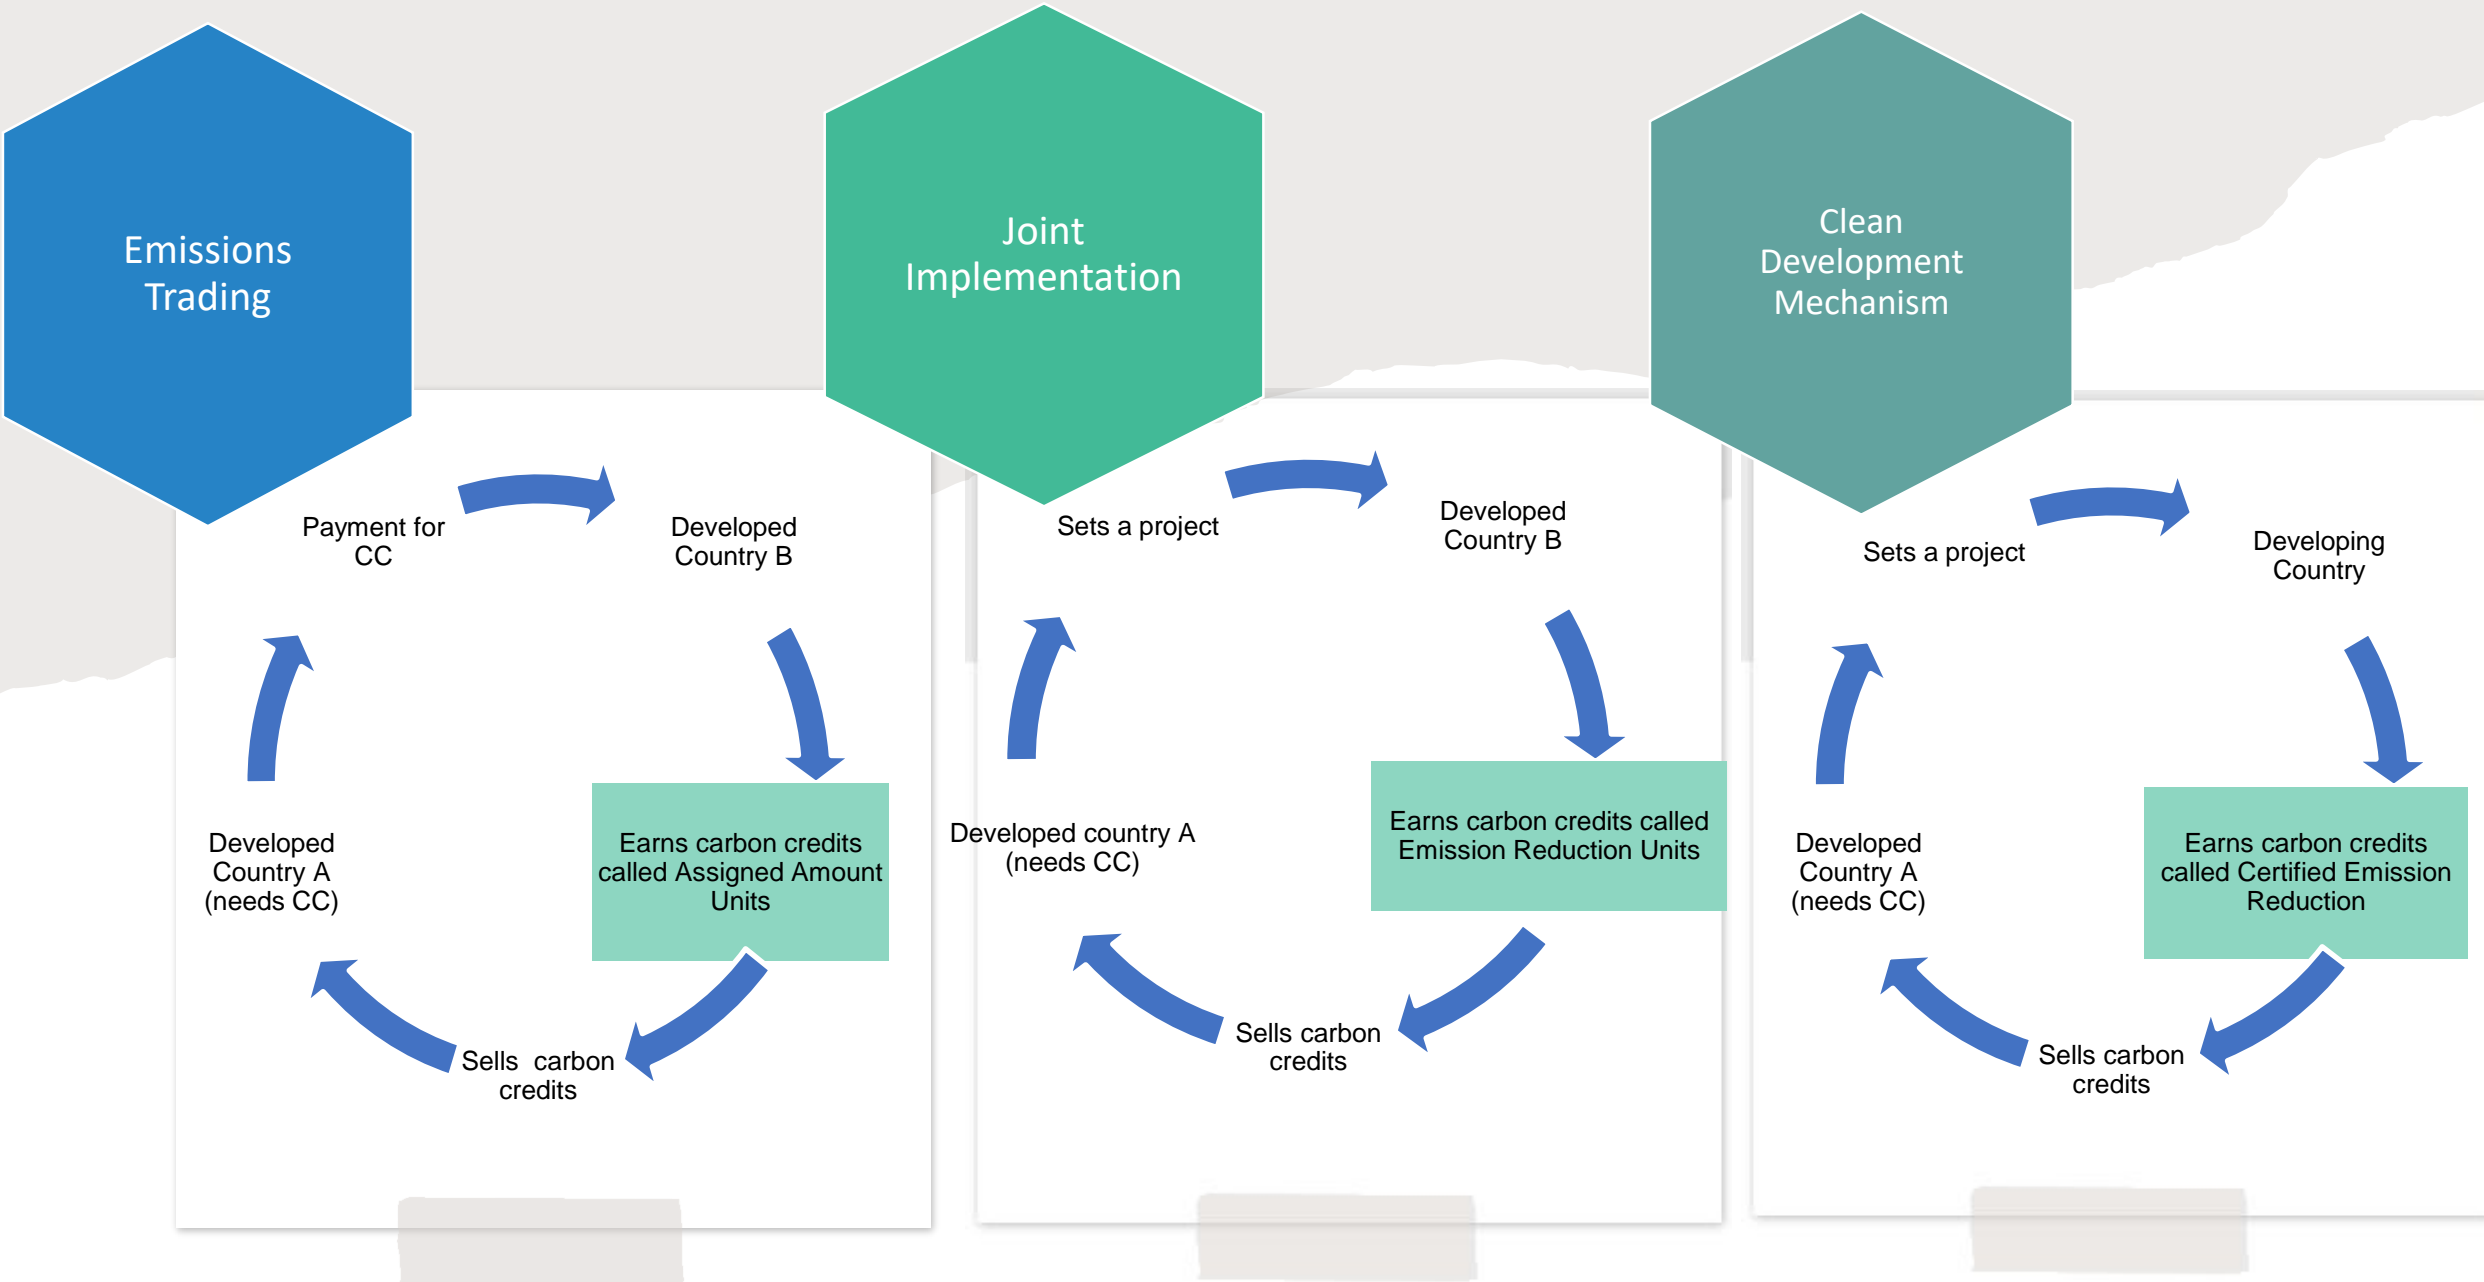 Emissions
Trading
Payment for
CC
Developed
Country B
Earns carbon credits
called Assigned Amount
Units
Sells  carbon
credits
Developed
Country A
(needs CC)
Joint
Implementation
Sets a project
Developed
Country B
Earns carbon credits called
Emission Reduction Units
Sells carbon
credits
Developed country A
(needs CC)
Clean
Development
Mechanism
Sets a project
Developing
Country
Earns carbon credits
called Certified Emission
Reduction
Sells carbon
credits
Developed
Country A
(needs CC)